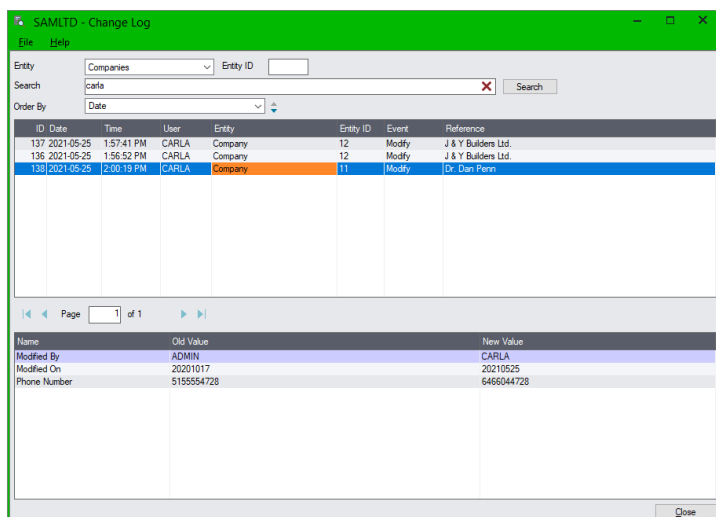 SAMLTD - Change Log
File Help
Entity Companies Entity ID
Search carla Search
Order By Date
ID Date Time User Entity Entity ID Event Reference
137 2021-05-25 1:57:41 PM CARLA Company 12 Modify J & Y Builders Ltd.
136 2021-05-25 1:56:52 PM CARLA Company 12 Modify J & Y Builders Ltd.
138 2021-05-25 2:00:19 PM CARLA Company 11 Modify Dr. Dan Penn
Page 1 of 1
Name Old Value New Value
Modified By ADMIN CARLA
Modified On 20201017 20210525
Phone Number 5155554728 6466044728
Close